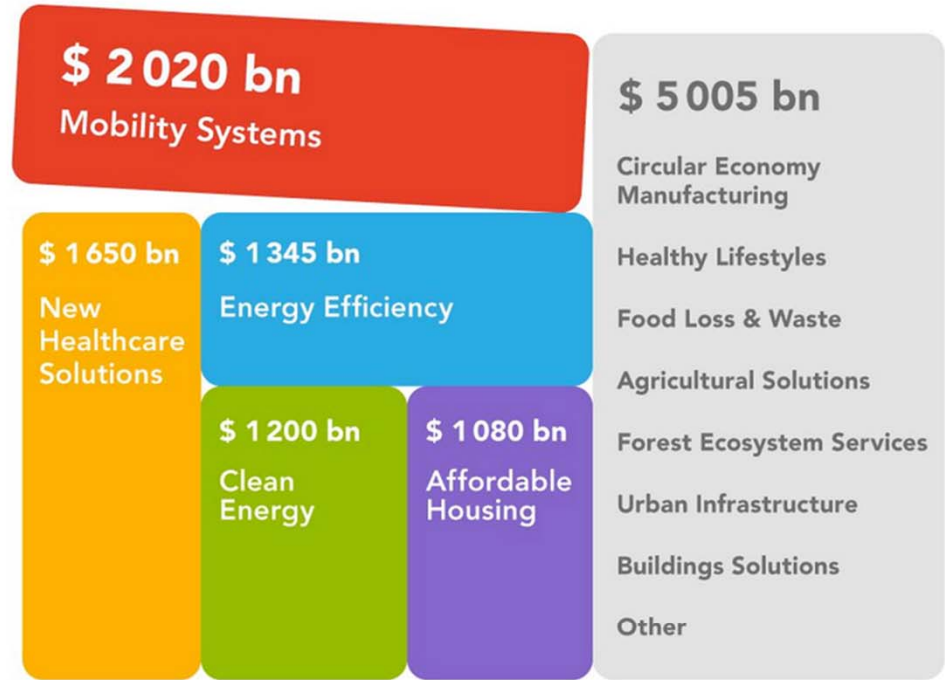 $ 2 020 bn
Mobility Systems
$ 1 650 bn
New
Healthcare
Solutions
$ 1 345 bn
Energy Efficiency
$ 1 200 bn
Clean
Energy
$ 1 080 bn
Affordable
Housing
$ 5 005 bn
Circular Economy
Manufacturing
Healthy Lifestyles
Food Loss & Waste
Agricultural Solutions
Forest Ecosystem Services
Urban Infrastructure
Buildings Solutions
Other